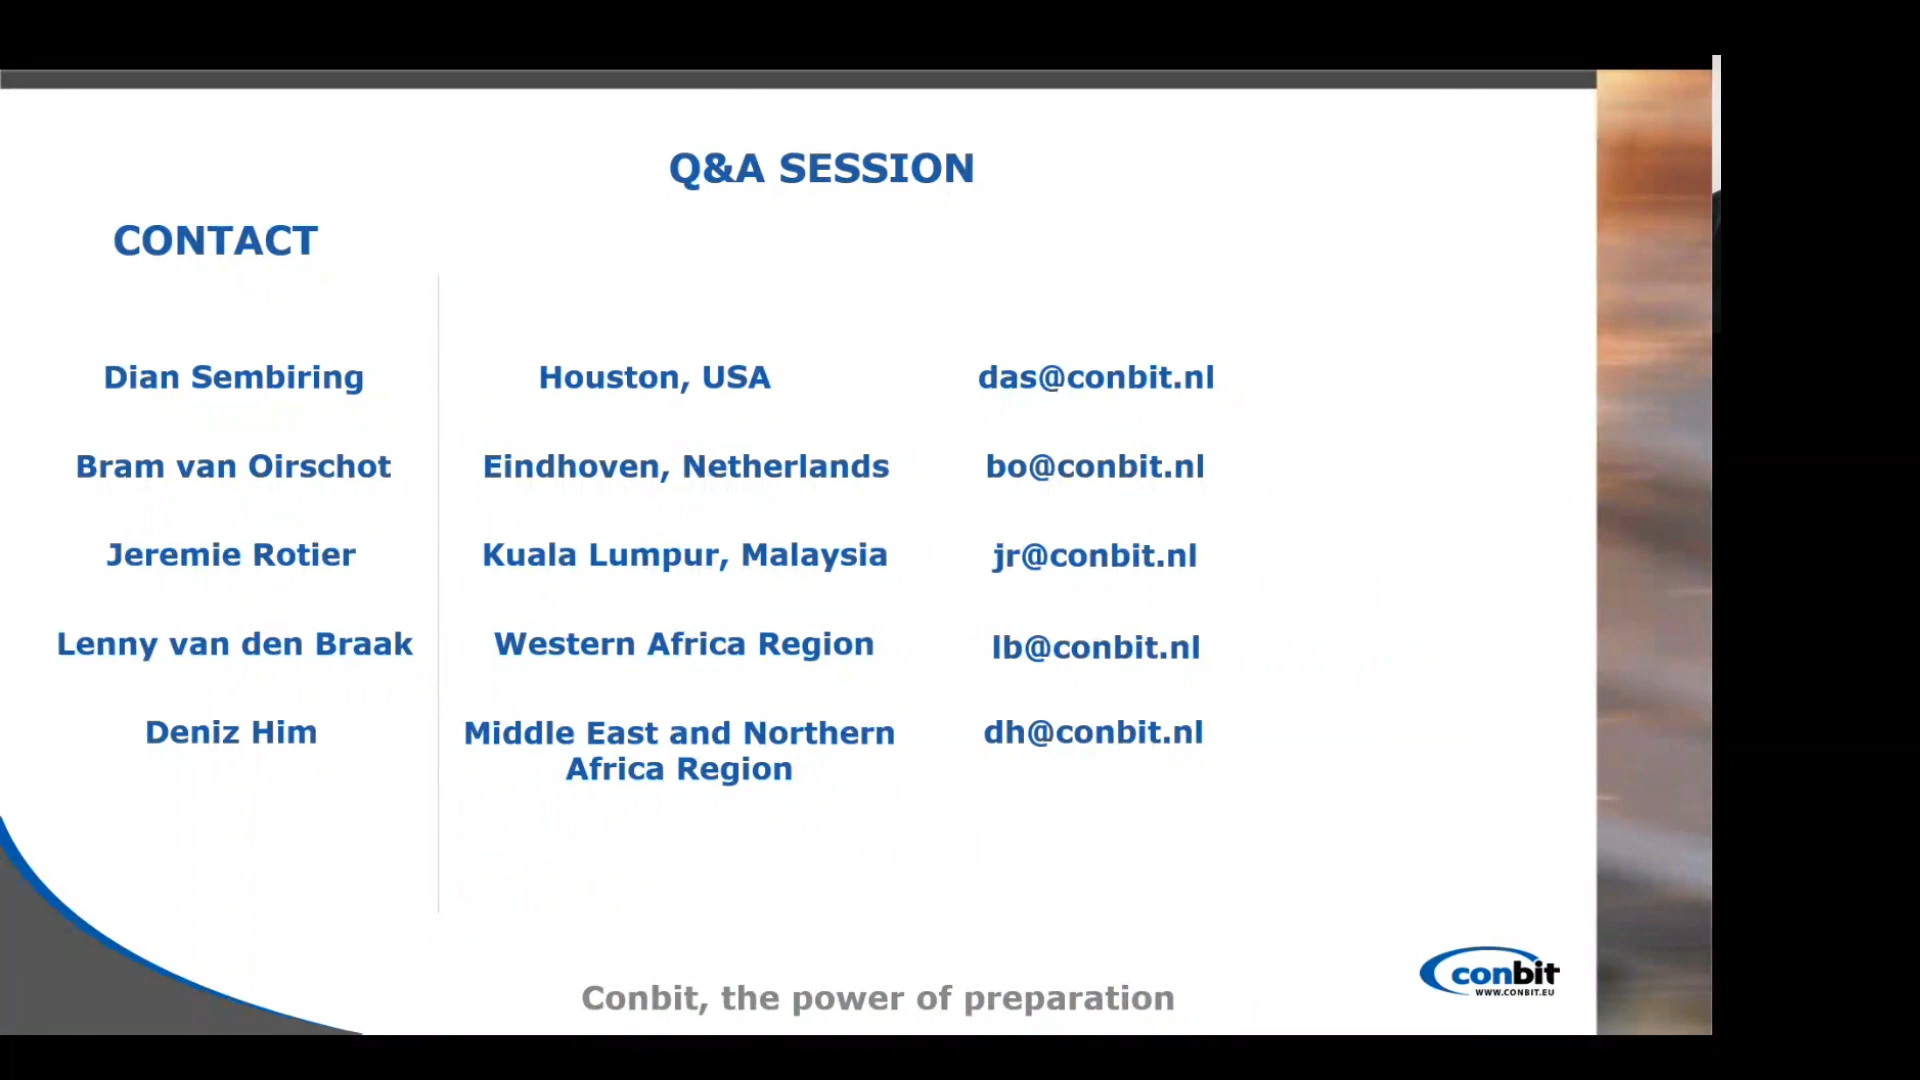 Q&A SESSION
CONTACT
Dian Sembiring Houston, USA das@conbit.nl
Bram van Oirschot Eindhoven, Netherlands bo@conbit.nl
Jeremie Rotier Kuala Lumpur, Malaysia jr@conbit.nl
Lenny van den Braak Western Africa Region lb@conbit.nl
Deniz Him Middle East and Northern dh@conbit.nl
Africa Region
conbit
WWW.CONBIT.EU
Conbit, the power of preparation